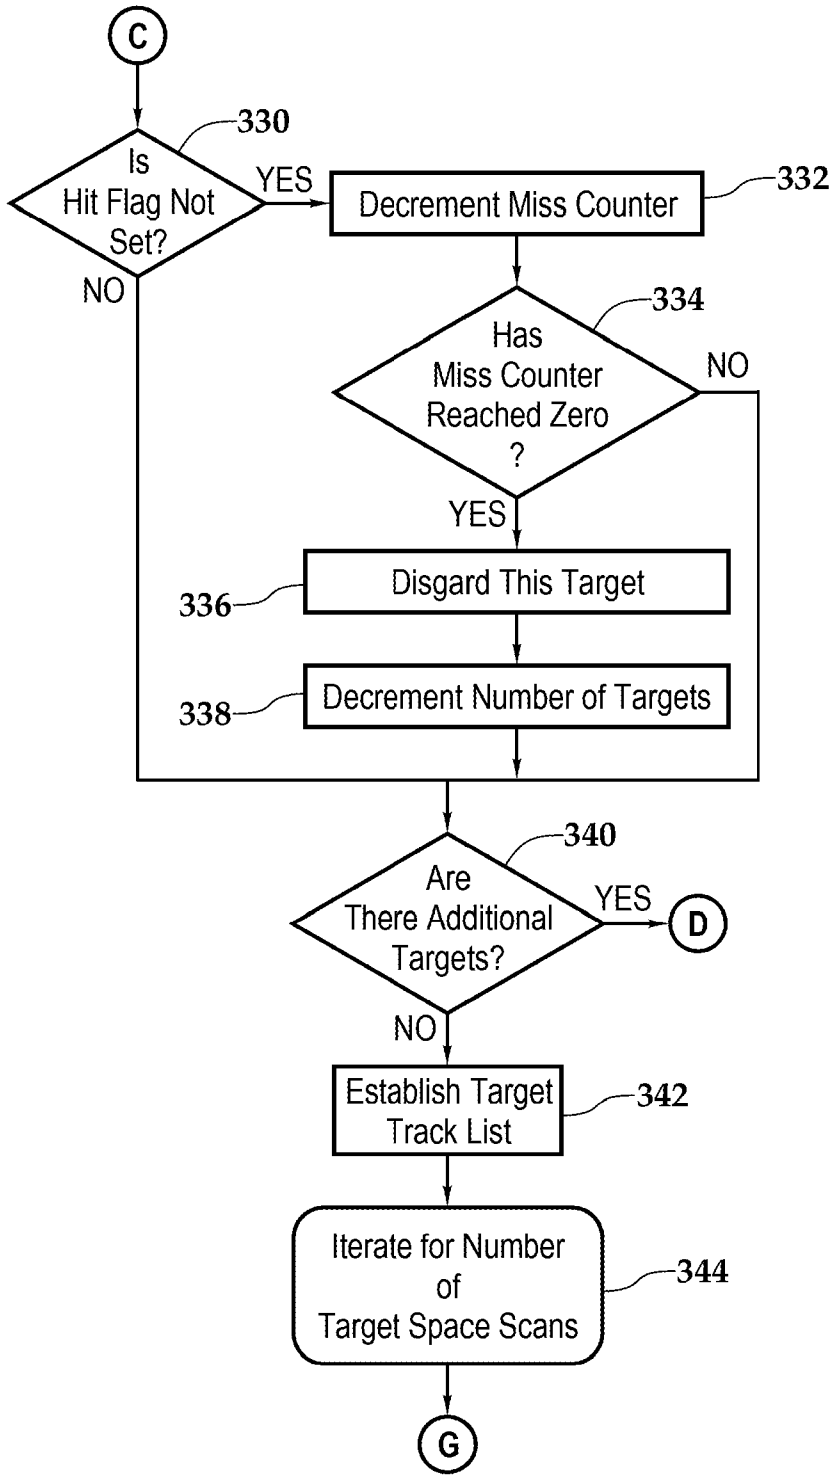 C
330
Is
Hit Flag Not
Set?
YES
NO
Decrement Miss Counter
332
334
Has
Miss Counter
Reached Zero
?
NO
YES
Disgard This Target
336
Decrement Number of Targets
338
340
Are
There Additional
Targets?
YES
D
NO
Establish Target
Track List
342
Iterate for Number
of
Target Space Scans
344
G